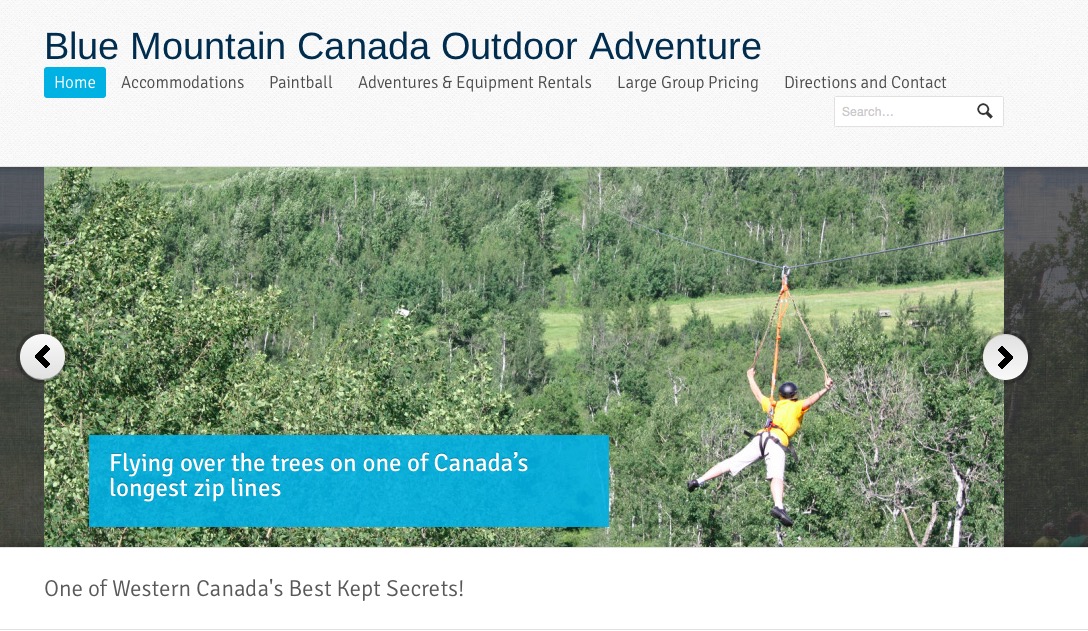 Blue Mountain Canada Outdoor Adventure
Home Accommodations Paintball Adventures & Equipment Rentals Large Group Pricing Directions and Contact
Search...
Flying over the trees on one of Canada’s
longest zip lines
One of Western Canada's Best Kept Secrets!